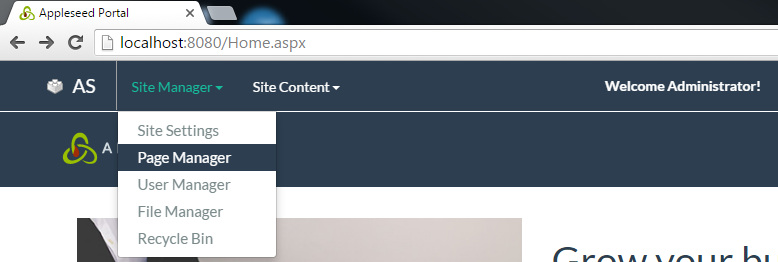 Appleseed Portal
localhost:8080/Home.aspx
AS Site Manager Site Content Welcome Administrator!
A
Site Settings
Page Manager
User Manager
File Manager
Recycle Bin
Grow your